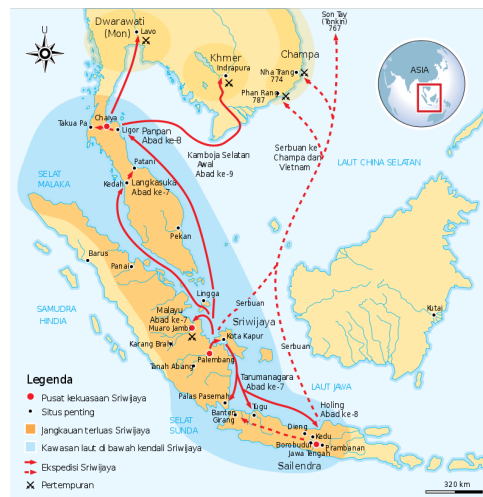 U
Dwarawati
(Mon)
Lavo
Son Tay
(Tonkin)
767
Khmer
Indrapura
Champa
Nha Trang
774
Phan Rang
787
ASIA
Chaiya
Takua Pa
Ligor
Panpan
Abad ke-8
Kamboja Selatan
Awal
Abad ke-9
Serbuan ke
Champa dan
Vietnam
LAUT CHINA SELATAN
Patani
SELAT
MALAKA
Kedah
Langkasuka
Abad ke-7
Pekan
Barus
Panai
SAMUDRA
HINDIA
Lingga
Serbuan
Kutai
Malayu
Abad ke-7
Muaro Jambi
Sriwijaya
Kota Kapur
Karang Brahi
Palembang
Serbuan
Tanah Abang
Tarumanagara
Abad ke-7
LAUT JAWA
Palas Pasemah
Holing
Abad ke-8
SELAT
SUNDA
Banten
Girang
Tugu
Dieng
Kedu
Borobudur
Prambanan
Jawa Tengah
Sailendra
Legenda
Pusat kekuasaan Sriwijaya
Situs penting
Jangkauan terluas Sriwijaya
Kawasan laut di bawah kendali Sriwijaya
Ekspedisi Sriwijaya
Pertempuran
320 km